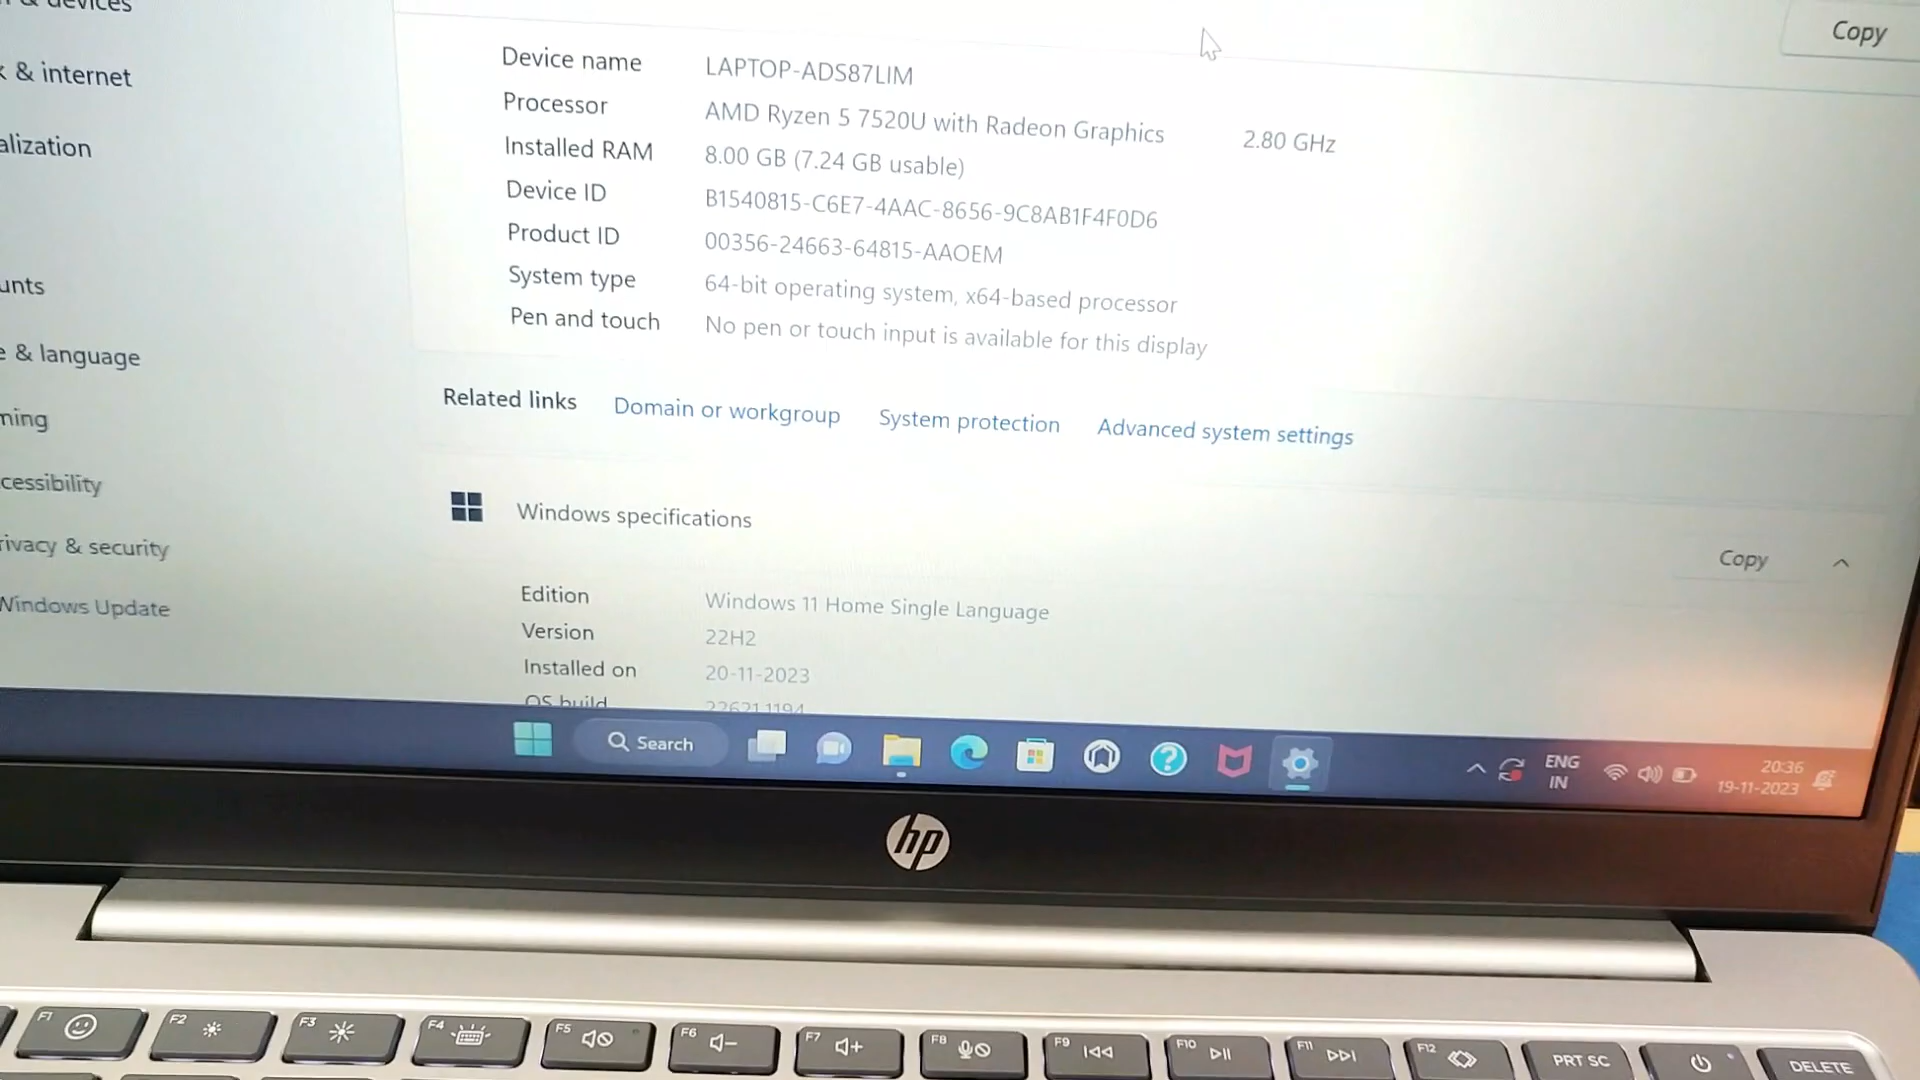 & devices
& internet
alization
unts
& language
ming
cessibility
rivacy & security
Windows Update
Copy
Device name LAPTOP-ADS87LIM
Processor AMD Ryzen 5 7520U with Radeon Graphics 2.80 GHz
Installed RAM 8.00 GB (7.24 GB usable)
Device ID B1540815-C6E7-4AAC-8656-9C8AB1F4F0D6
Product ID 00356-24663-64815-AAOEM
System type 64-bit operating system, x64-based processor
Pen and touch No pen or touch input is available for this display
Related links Domain or workgroup System protection Advanced system settings
Windows specifications
Copy
Edition Windows 11 Home Single Language
Version 22H2
Installed on 20-11-2023
OS build 22621.1194
Search
ENG
IN
20:36
19-11-2023
hp
F1 F2 F3 F4 F5 F6 F7 F8 F9 F10 F11 F12 PRT SC DELETE